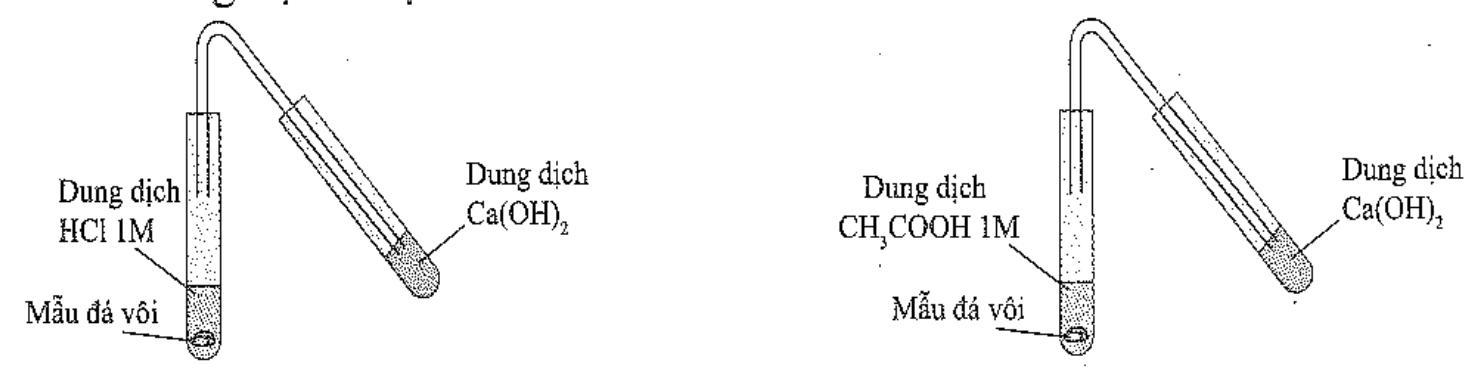 Dung dịch
HCl 1M
Mẫu đá vôi
Dung dịch
Ca(OH)₂
Dung dịch
CH₃COOH 1M
Mẫu đá vôi
Dung dịch
Ca(OH)₂